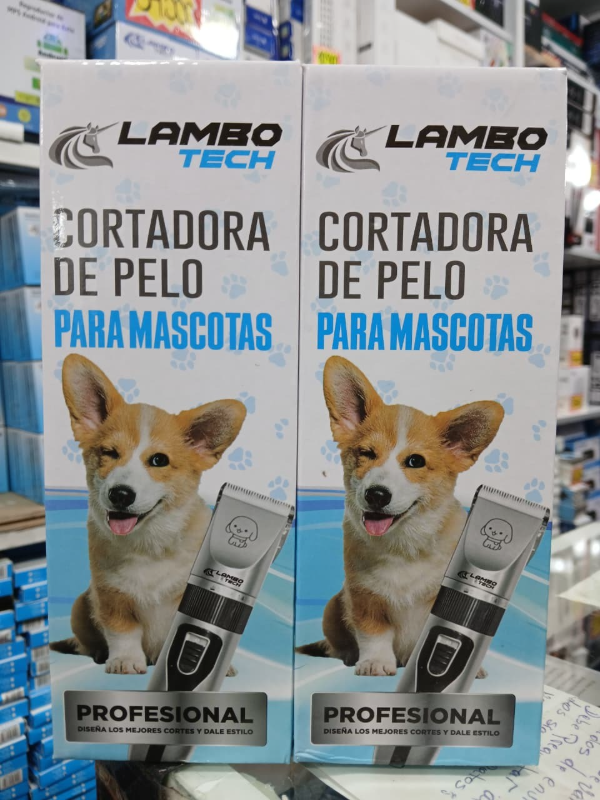 LAMBO
TECH
CORTADORA
DE PELO
PARA MASCOTAS
LAMBO
TECH
PROFESIONAL
DISEÑA LOS MEJORES CORTES Y DALE ESTILO
LAMBO
TECH
CORTADORA
DE PELO
PARA MASCOTAS
LAMBO
TECH
PROFESIONAL
DISEÑA LOS MEJORES CORTES Y DALE ESTILO